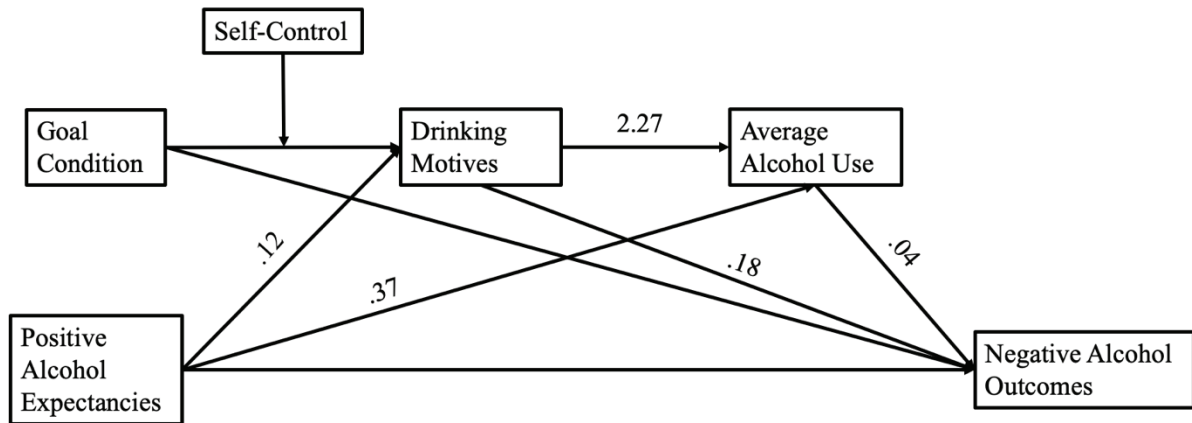 Self-Control
Goal
Condition
Drinking
Motives
2.27
Average
Alcohol Use
.12
.37
.18
.04
Positive
Alcohol
Expectancies
Negative Alcohol
Outcomes